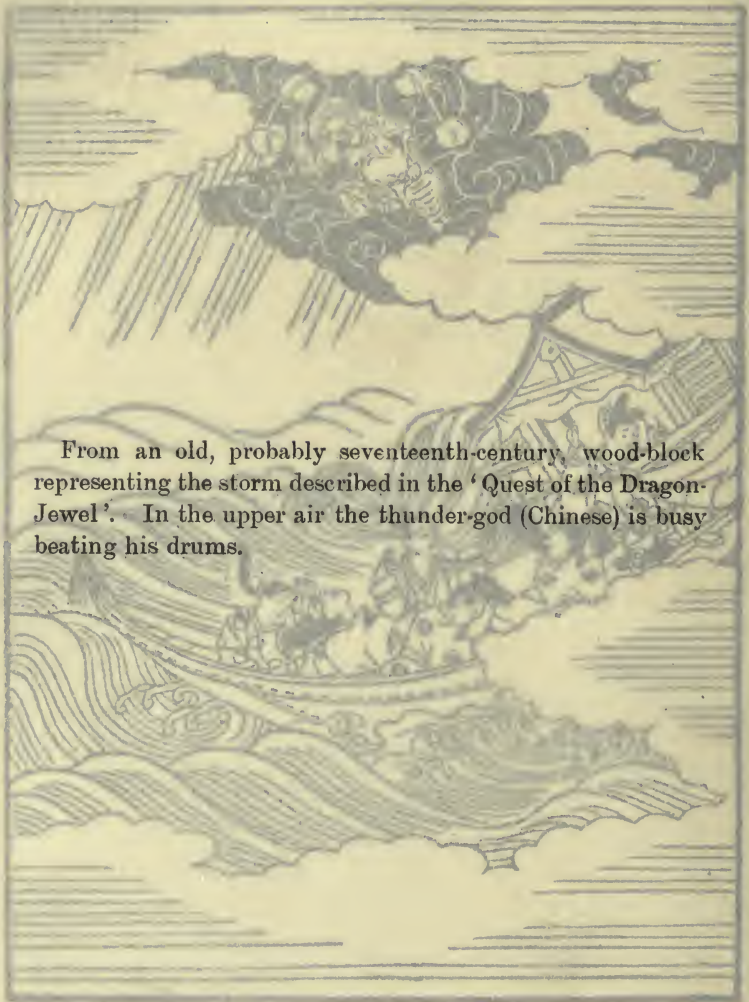 From an old, probably seventeenth-century, wood-block
representing the storm described in the ‘ Quest of the Dragon-
Jewel ’. In the upper air the thunder-god (Chinese) is busy
beating his drums.